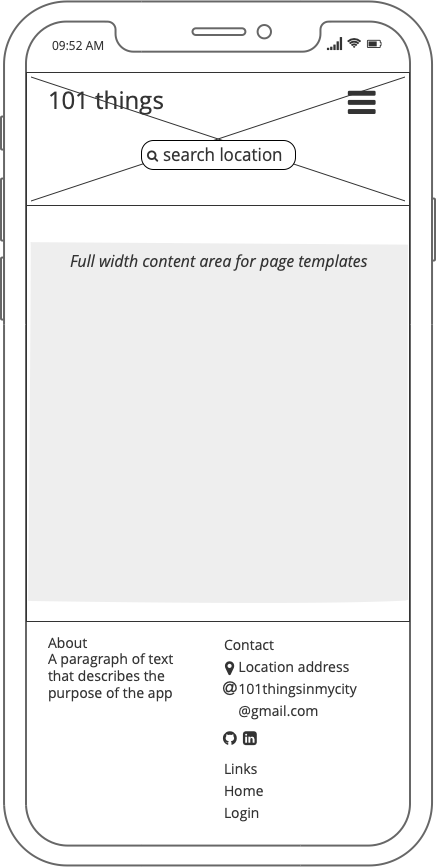 09:52 AM
101 things
search location
Full width content area for page templates
About
A paragraph of text
that describes the
purpose of the app
Contact
Location address
@101thingsinmycity
@gmail.com
Links
Home
Login